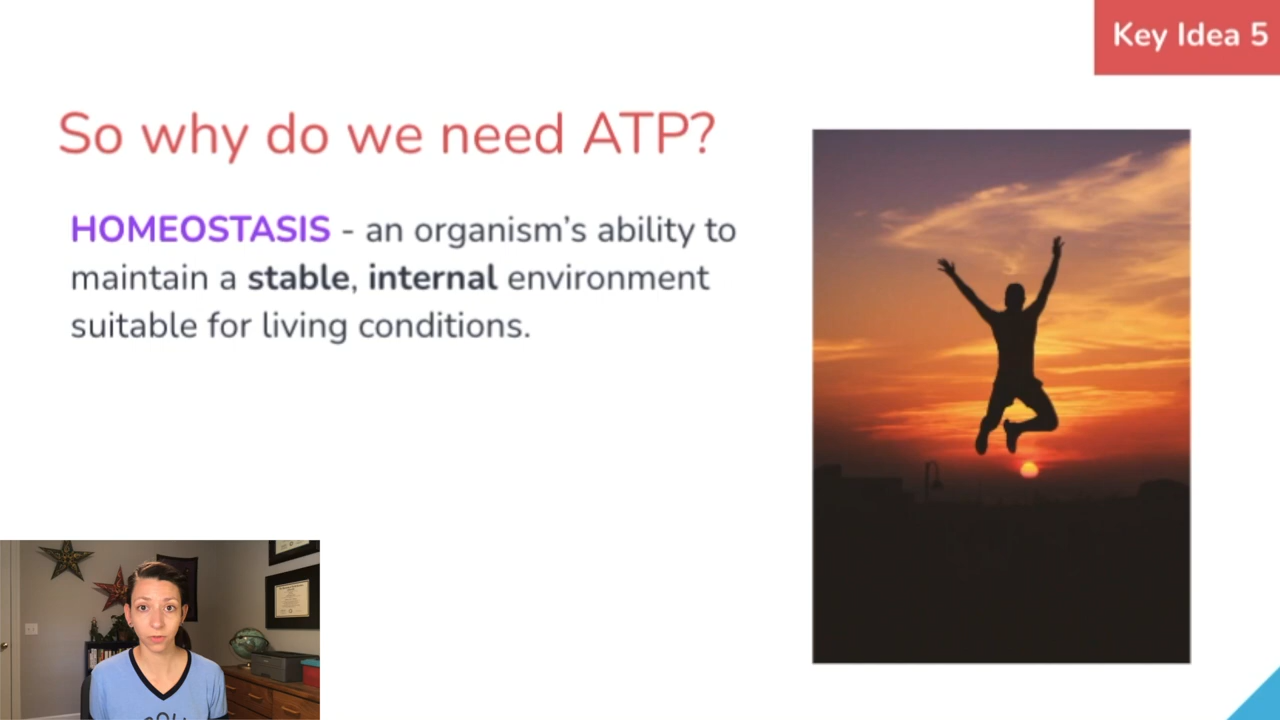 Key Idea 5
So why do we need ATP?
HOMEOSTASIS - an organism’s ability to
maintain a stable, internal environment
suitable for living conditions.